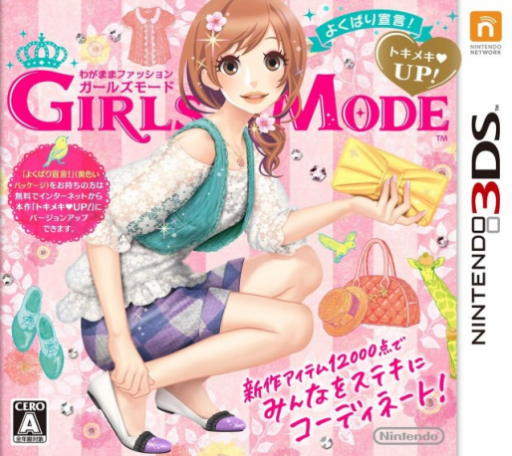 よくばり宣言!
トキメキ♥
UP!
わがままファッション
ガールズモード
GIRLS MODE
TM
「よくばり宣言!」(黄色い
パッケージ)をお持ちの方は
無料でインターネットから
本作「トキメキ♥UP!」に
バージョンアップ
できます。
新作アイテム12000点で
みんなをステキに
コーディネート!
CERO
A
全年齢対象
Nintendo
NINTENDO
NETWORK
NINTENDO 3DS
TM